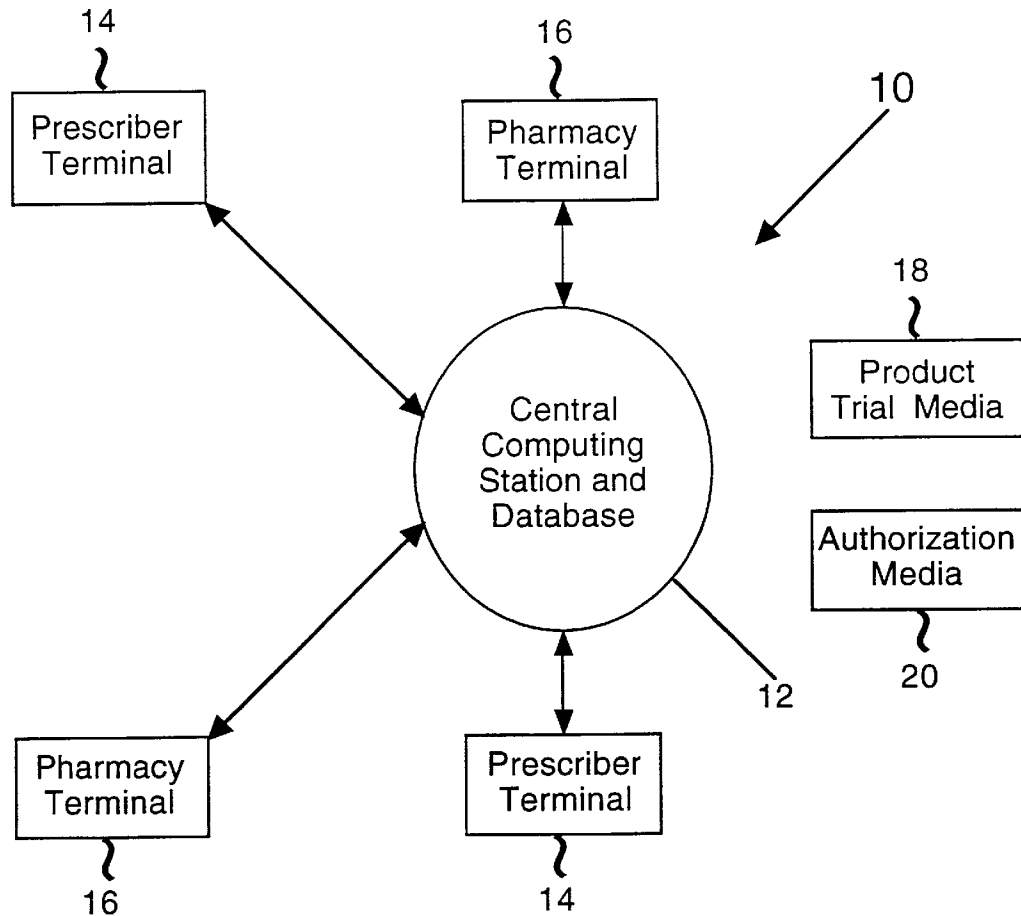 14
16
10
Prescriber
Terminal
Pharmacy
Terminal
18
Product
Trial Media
Central
Computing
Station and
Database
Authorization
Media
20
12
Pharmacy
Terminal
16
Prescriber
Terminal
14